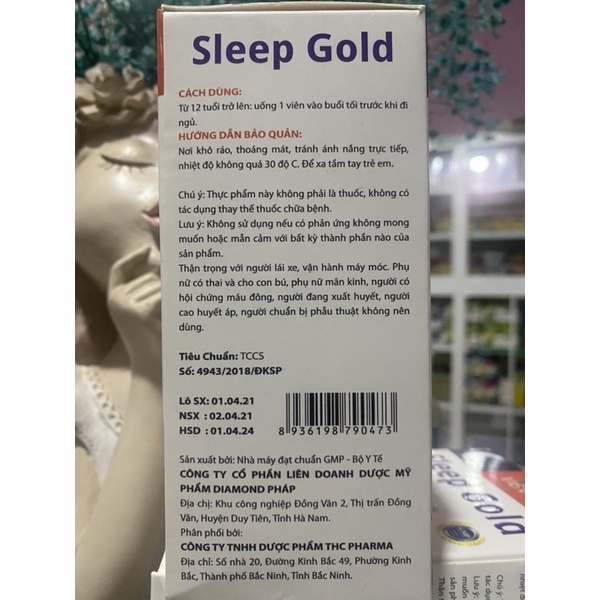 Sleep Gold
CÁCH DÙNG:
Từ 12 tuổi trở lên: uống 1 viên vào buổi tối trước khi đi
ngủ.
HƯỚNG DẪN BẢO QUẢN:
Nơi khô ráo, thoáng mát, tránh ánh nắng trực tiếp,
nhiệt độ không quá 30 độ C. Để xa tầm tay trẻ em.
Chú ý: Thực phẩm này không phải là thuốc, không có
tác dụng thay thế thuốc chữa bệnh.
Lưu ý: Không sử dụng nếu có phản ứng không mong
muốn hoặc mẫn cảm với bất kỳ thành phần nào của
sản phẩm.
Thận trọng với người lái xe, vận hành máy móc. Phụ
nữ có thai và cho con bú, phụ nữ mãn kinh, người có
hội chứng máu đông, người đang xuất huyết, người
cao huyết áp, người chuẩn bị phẫu thuật không nên
dùng.
Tiêu Chuẩn: TCCS
Số: 4943/2018/ĐKSP
Lô SX: 01.04.21
NSX : 02.04.21
HSD : 01.04.24
8 936198 790473
Sản xuất bởi: Nhà máy đạt chuẩn GMP - Bộ Y Tế
CÔNG TY CỔ PHẦN LIÊN DOANH DƯỢC MỸ
PHẨM DIAMOND PHÁP
Địa chỉ: Khu công nghiệp Đồng Văn 2, Thị trấn Đồng
Văn, Huyện Duy Tiên, Tỉnh Hà Nam.
Phân phối bởi:
CÔNG TY TNHH DƯỢC PHẨM THC PHARMA
Địa chỉ: Số nhà 20, Đường Kinh Bắc 49, Phường Kinh
Bắc, Thành phố Bắc Ninh, Tỉnh Bắc Ninh.
Sleep Gold